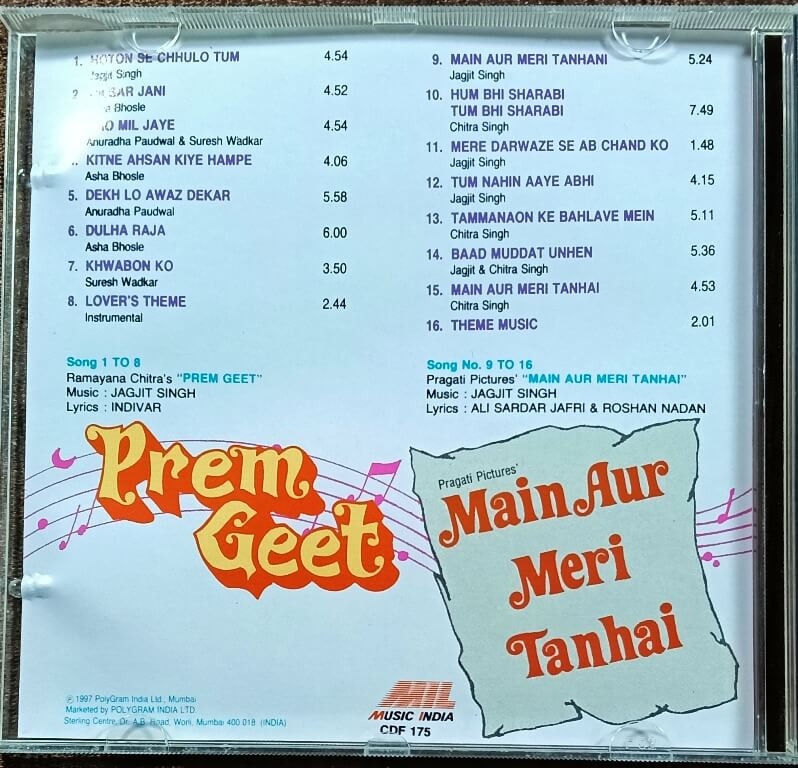 1. HOTON SE CHHULO TUM 4.54
Jagjit Singh
2 SAR JANI 4.52
Bhosle
O MIL JAYE 4.54
Anuradha Paudwal & Suresh Wadkar
KITNE AHSAN KIYE HAMPE 4.06
Asha Bhosle
5. DEKH LO AWAZ DEKAR 5.58
Anuradha Paudwal
6. DULHA RAJA 6.00
Asha Bhosle
7. KHWABON KO 3.50
Suresh Wadkar
8. LOVER'S THEME 2.44
Instrumental
Song 1 TO 8
Ramayana Chitra's "PREM GEET"
Music : JAGJIT SINGH
Lyrics : INDIVAR
9. MAIN AUR MERI TANHANI 5.24
Jagjit Singh
10. HUM BHI SHARABI
TUM BHI SHARABI 7.49
Chitra Singh
11. MERE DARWAZE SE AB CHAND KO 1.48
Jagjit Singh
12. TUM NAHIN AAYE ABHI 4.15
Jagjit Singh
13. TAMMANAON KE BAHLAVE MEIN 5.11
Chitra Singh
14. BAAD MUDDAT UNHEN 5.36
Jagjit & Chitra Singh
15. MAIN AUR MERI TANHAI 4.53
Chitra Singh
16. THEME MUSIC 2.01
Song No. 9 TO 16
Pragati Pictures' "MAIN AUR MERI TANHAI"
Music : JAGJIT SINGH
Lyrics : ALI SARDAR JAFRI & ROSHAN NADAN
Prem
Geet
Pragati Pictures'
Main Aur
Meri
Tanhai
℗ 1997 PolyGram India Ltd., Mumbai
Marketed by POLYGRAM INDIA LTD.
Sterling Centre, Dr. A.B. Road, Worli, Mumbai 400 018 (INDIA)
MIL
MUSIC INDIA
CDF 175